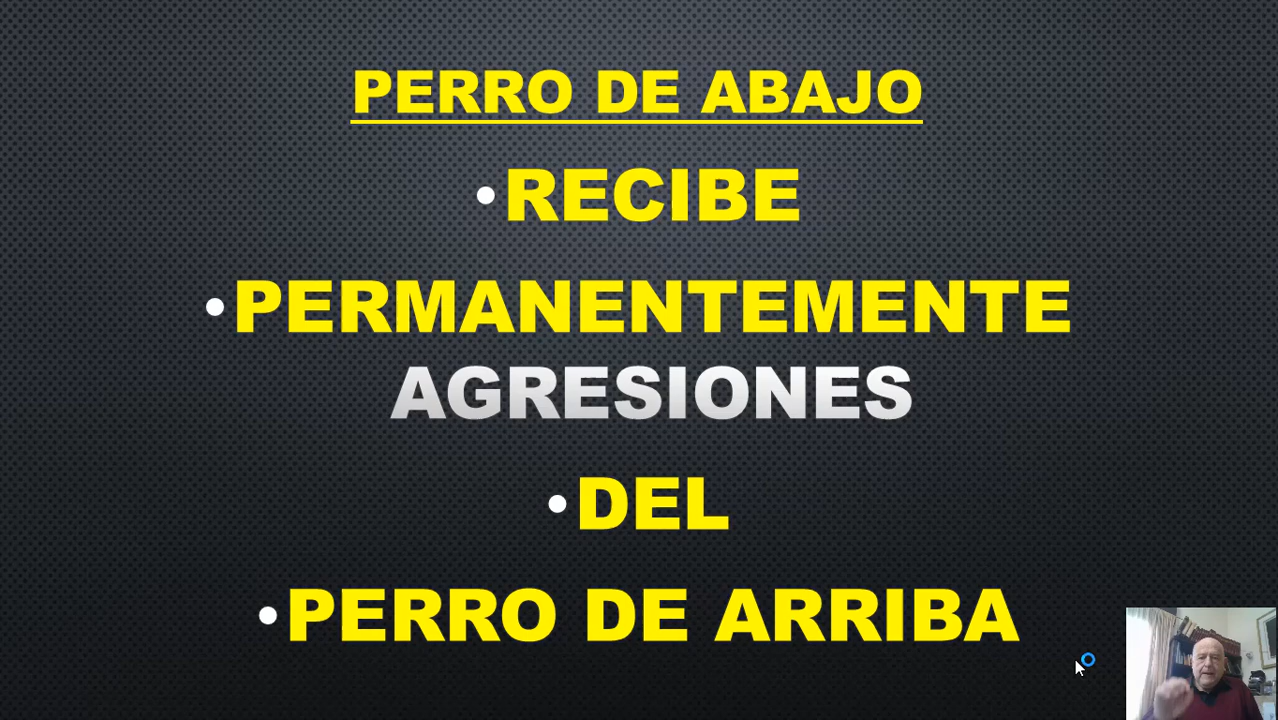 PERRO DE ABAJO
•RECIBE
•PERMANENTEMENTE
AGRESIONES
•DEL
•PERRO DE ARRIBA